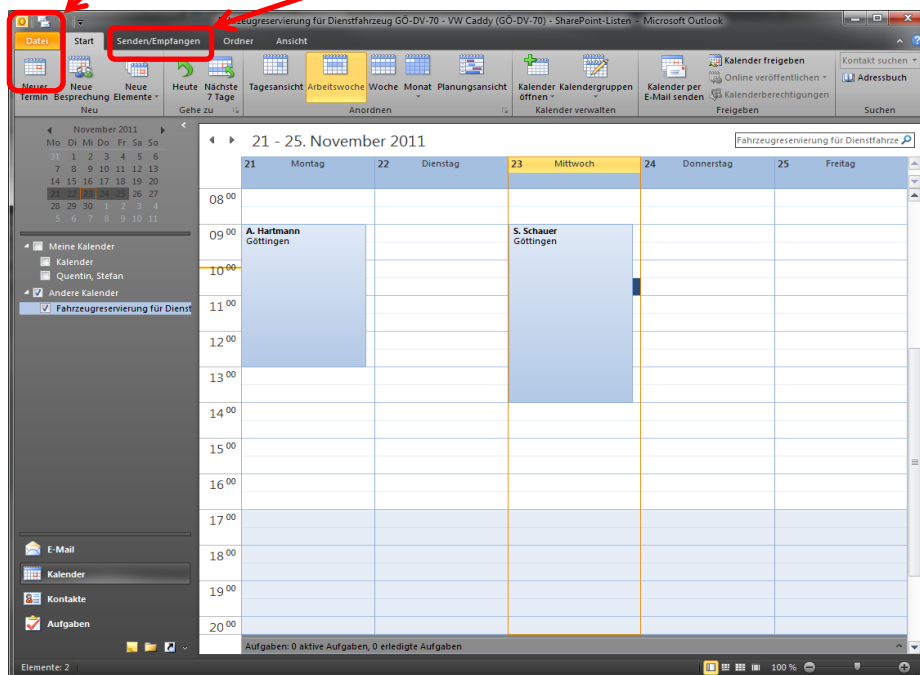 Fahrzeugreservierung für Dienstfahrzeug GÖ-DV-70 - VW Caddy (GÖ-DV-70) - SharePoint-Listen - Microsoft Outlook
Datei Start Senden/Empfangen Ordner Ansicht
Neuer Termin
Neue Besprechung
Neue Elemente
Neu
Heute
Nächste 7 Tage
Gehe zu
Tagesansicht
Arbeitswoche
Woche
Monat
Planungsansicht
Anordnen
Kalender öffnen
Kalendergruppen
Kalender verwalten
Kalender per E-Mail senden
Kalender freigeben
Online veröffentlichen
Kalenderberechtigungen
Freigeben
Kontakt suchen
Adressbuch
Suchen
November 2011
Mo Di Mi Do Fr Sa So
31 1 2 3 4 5 6
7 8 9 10 11 12 13
14 15 16 17 18 19 20
21 22 23 24 25 26 27
28 29 30 1 2 3 4
5 6 7 8 9 10 11
Meine Kalender
Kalender
Quentin, Stefan
Andere Kalender
Fahrzeugreservierung für Dienst
E-Mail
Kalender
Kontakte
Aufgaben
21 - 25. November 2011
Fahrzeugreservierung für Dienstfahrze
21 Montag 22 Dienstag 23 Mittwoch 24 Donnerstag 25 Freitag
08 00
09 00
A. Hartmann
Göttingen
S. Schauer
Göttingen
10 00
11 00
12 00
13 00
14 00
15 00
16 00
17 00
18 00
19 00
20 00
Aufgaben: 0 aktive Aufgaben, 0 erledigte Aufgaben
Elemente: 2
100 %